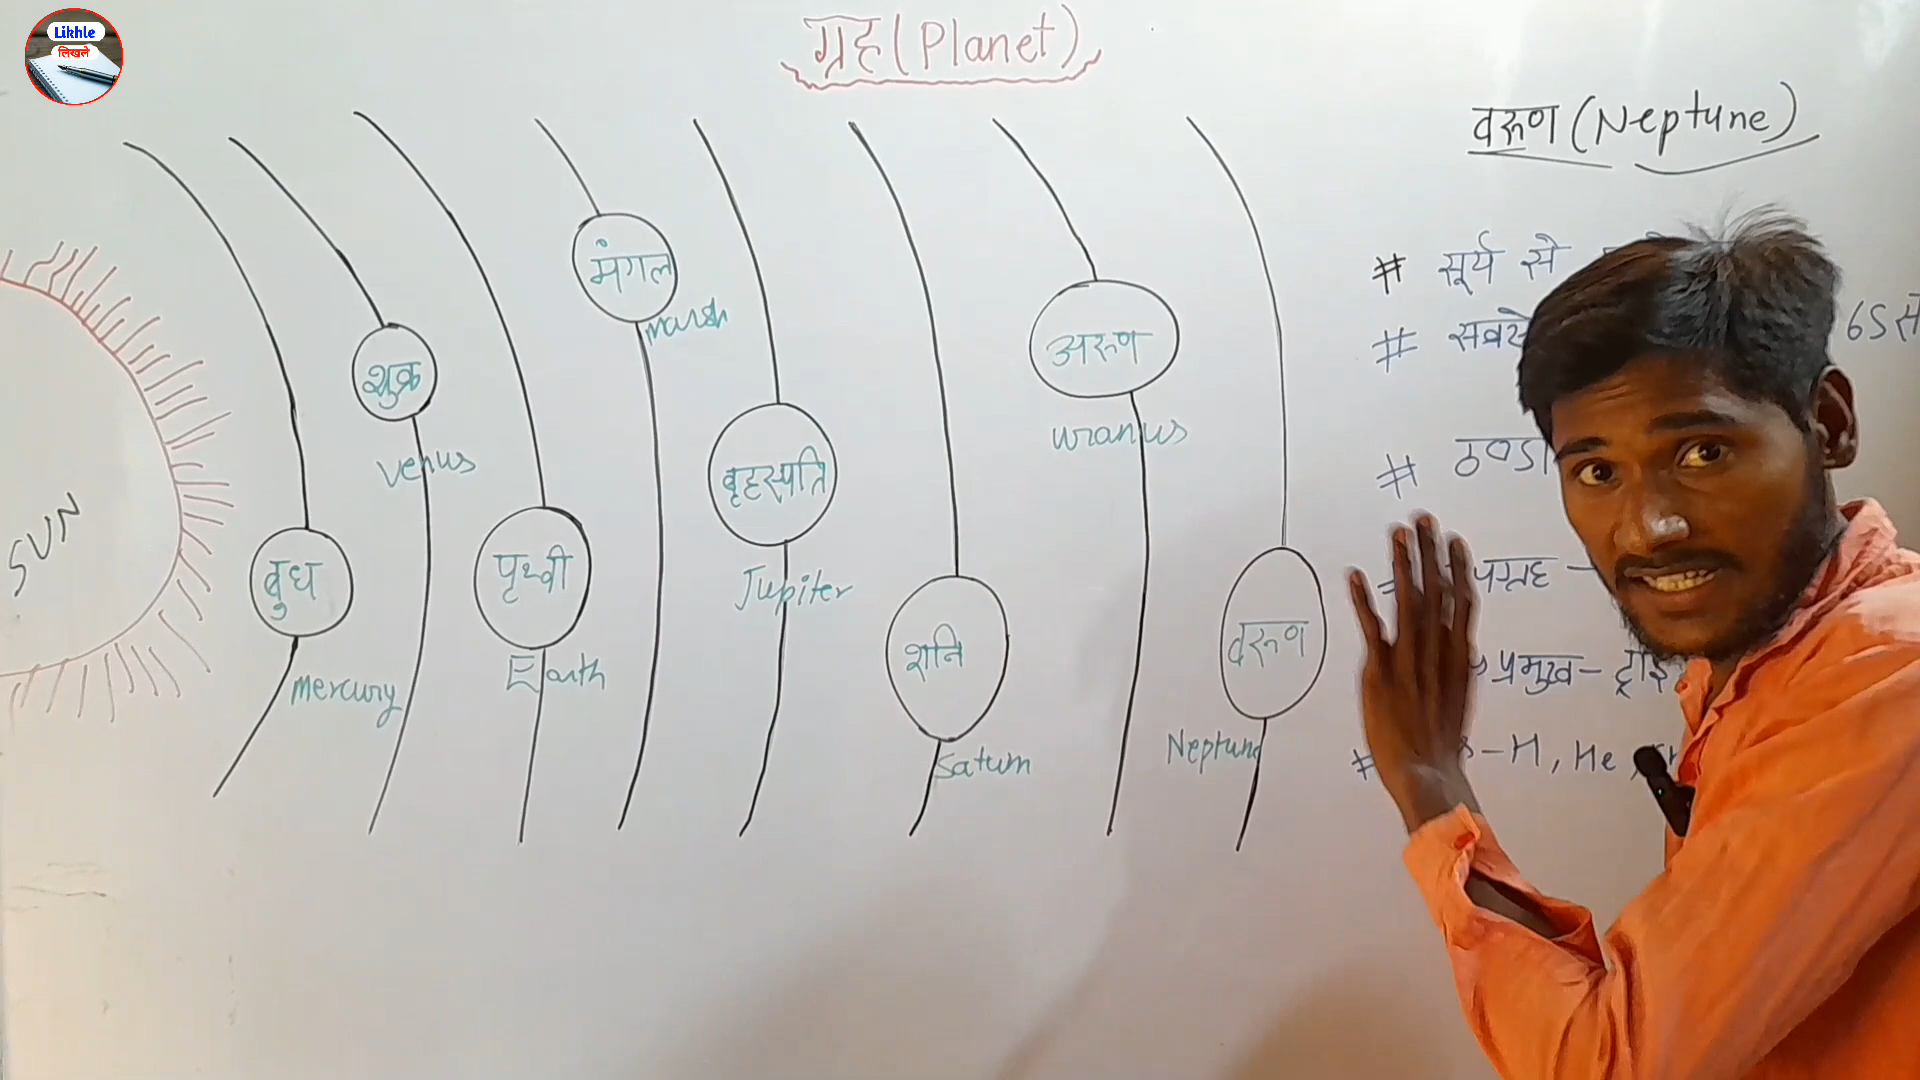 Likhle
लिखले
ग्रह (Planet)
SUN
बुध
mercury
शुक्र
Venus
पृथ्वी
Earth
मंगल
marsh
बृहस्पति
Jupiter
शनि
Saturn
अरुण
uranus
वरूण
Neptune
वरूण (Neptune)
# सूर्य से
# सबसे
65 से
#
# -
प्रमुख -
# - H, He,